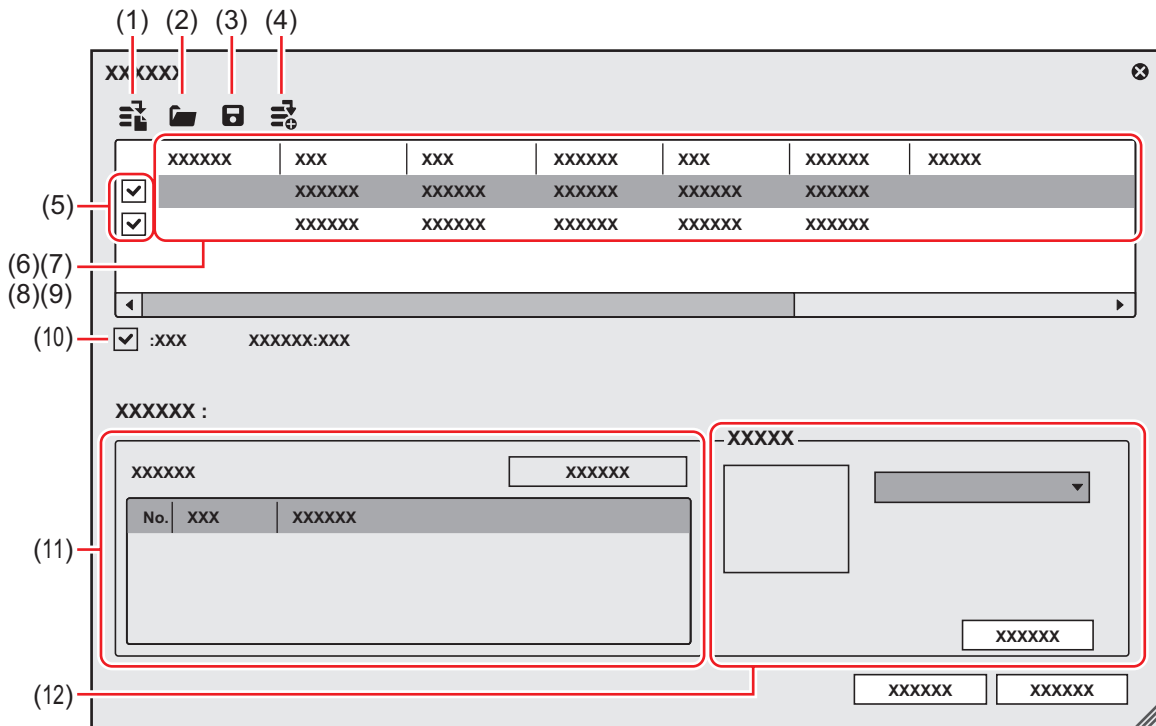 (1) (2) (3) (4)
xxxxxx
xxxxxx xxx xxx xxxxxx xxx xxxxxx xxxxx
(5)
xxxxxx xxxxxx xxxxxx xxxxxx xxxxxx
xxxxxx xxxxxx xxxxxx xxxxxx xxxxxx
(6)(7)
(8)(9)
(10) :xxx xxxxxx:xxx
xxxxxx :
xxxxx
xxxxxx xxxxxx
No. xxx xxxxxx
(11)
xxxxxx
(12)
xxxxxx xxxxxx